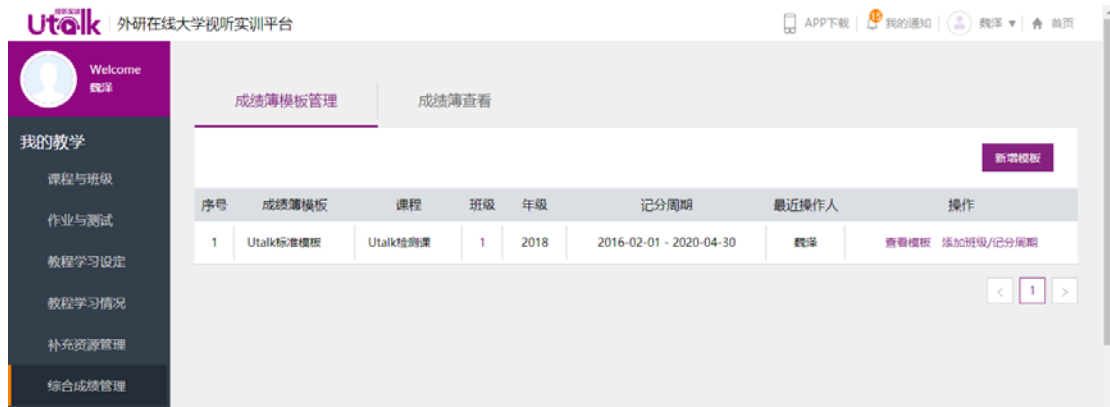 视听实训
Utalk 外研在线大学视听实训平台 APP下载 15 我的通知 魏泽 ▼ 首页
Welcome
魏泽
我的教学
课程与班级
作业与测试
教程学习设定
教程学习情况
补充资源管理
综合成绩管理
成绩簿模板管理 成绩簿查看
新增模板
序号 成绩簿模板 课程 班级 年级 记分周期 最近操作人 操作
1 Utalk标准模板 Utalk检测课 1 2018 2016-02-01 - 2020-04-30 魏泽 查看模板 添加班级/记分周期
< 1 >